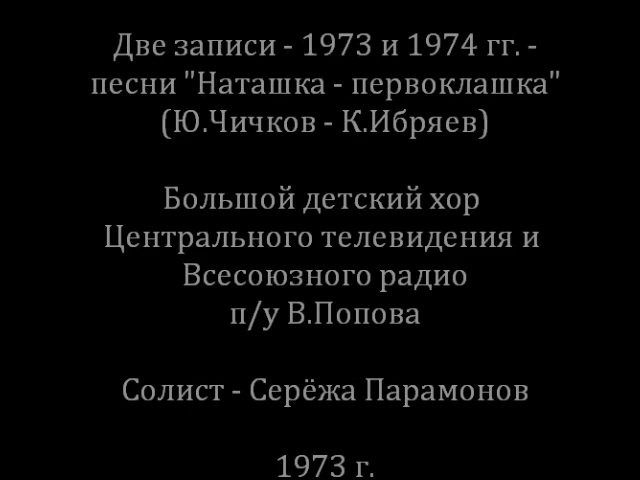 Две записи - 1973 и 1974 гг. -
песни "Наташка - первоклашка"
(Ю.Чичков - К.Ибряев)
Большой детский хор
Центрального телевидения и
Всесоюзного радио
п/у В.Попова
Солист - Серёжа Парамонов
1973 г.